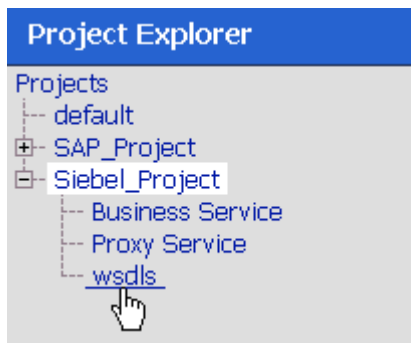 Project Explorer
Projects
default
SAP_Project
Siebel_Project
Business Service
Proxy Service
wsdls